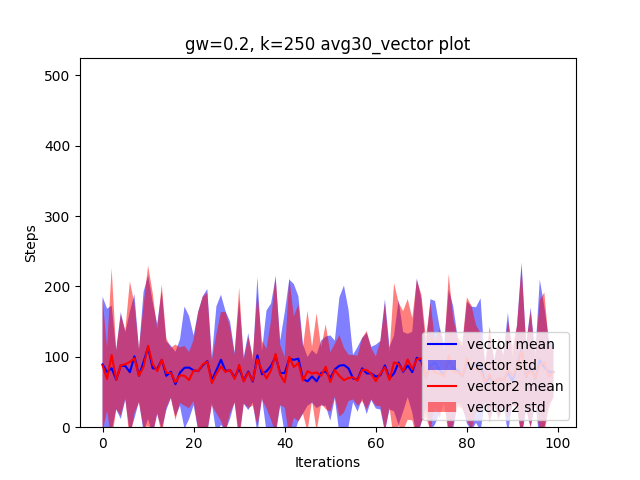 gw=0.2, k=250 avg30_vector plot
Steps
500
400
300
200
100
0
0
20
40
60
80
100
Iterations
vector mean
vector std
vector2 mean
vector2 std